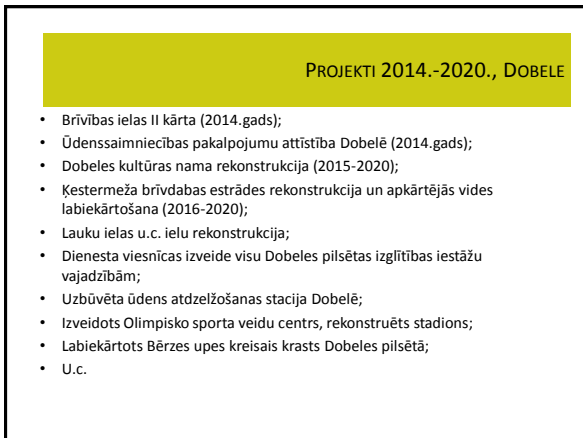 PROJEKTI 2014.-2020., DOBELE
• Brīvības ielas II kārta (2014.gads);
• Ūdenssaimniecības pakalpojumu attīstība Dobelē (2014.gads);
• Dobeles kultūras nama rekonstrukcija (2015-2020);
• Ķestermeža brīvdabas estrādes rekonstrukcija un apkārtējās vides
labiekārtošana (2016-2020);
• Lauku ielas u.c. ielu rekonstrukcija;
• Dienesta viesnīcas izveide visu Dobeles pilsētas izglītības iestāžu
vajadzībām;
• Uzbūvēta ūdens atdzelžošanas stacija Dobelē;
• Izveidots Olimpisko sporta veidu centrs, rekonstruēts stadions;
• Labiekārtots Bērzes upes kreisais krasts Dobeles pilsētā;
• U.c.